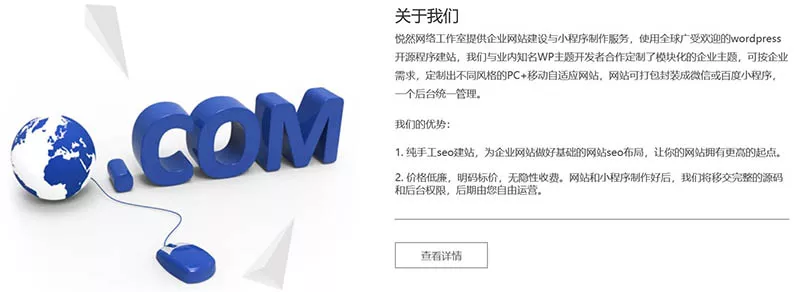 .COM
关于我们
悦然网络工作室提供企业网站建设与小程序制作服务，使用全球广受欢迎的wordpress
开源程序建站，我们与业内知名WP主题开发者合作定制了模块化的企业主题，可按企业
需求，定制出不同风格的PC+移动自适应网站，网站可打包封装成微信或百度小程序，
一个后台统一管理。
我们的优势：
1. 纯手工seo建站，为企业网站做好基础的网站seo布局，让你的网站拥有更高的起点。
2. 价格低廉，明码标价，无隐性收费。网站和小程序制作好后，我们将移交完整的源码
和后台权限，后期由您自由运营。
查看详情